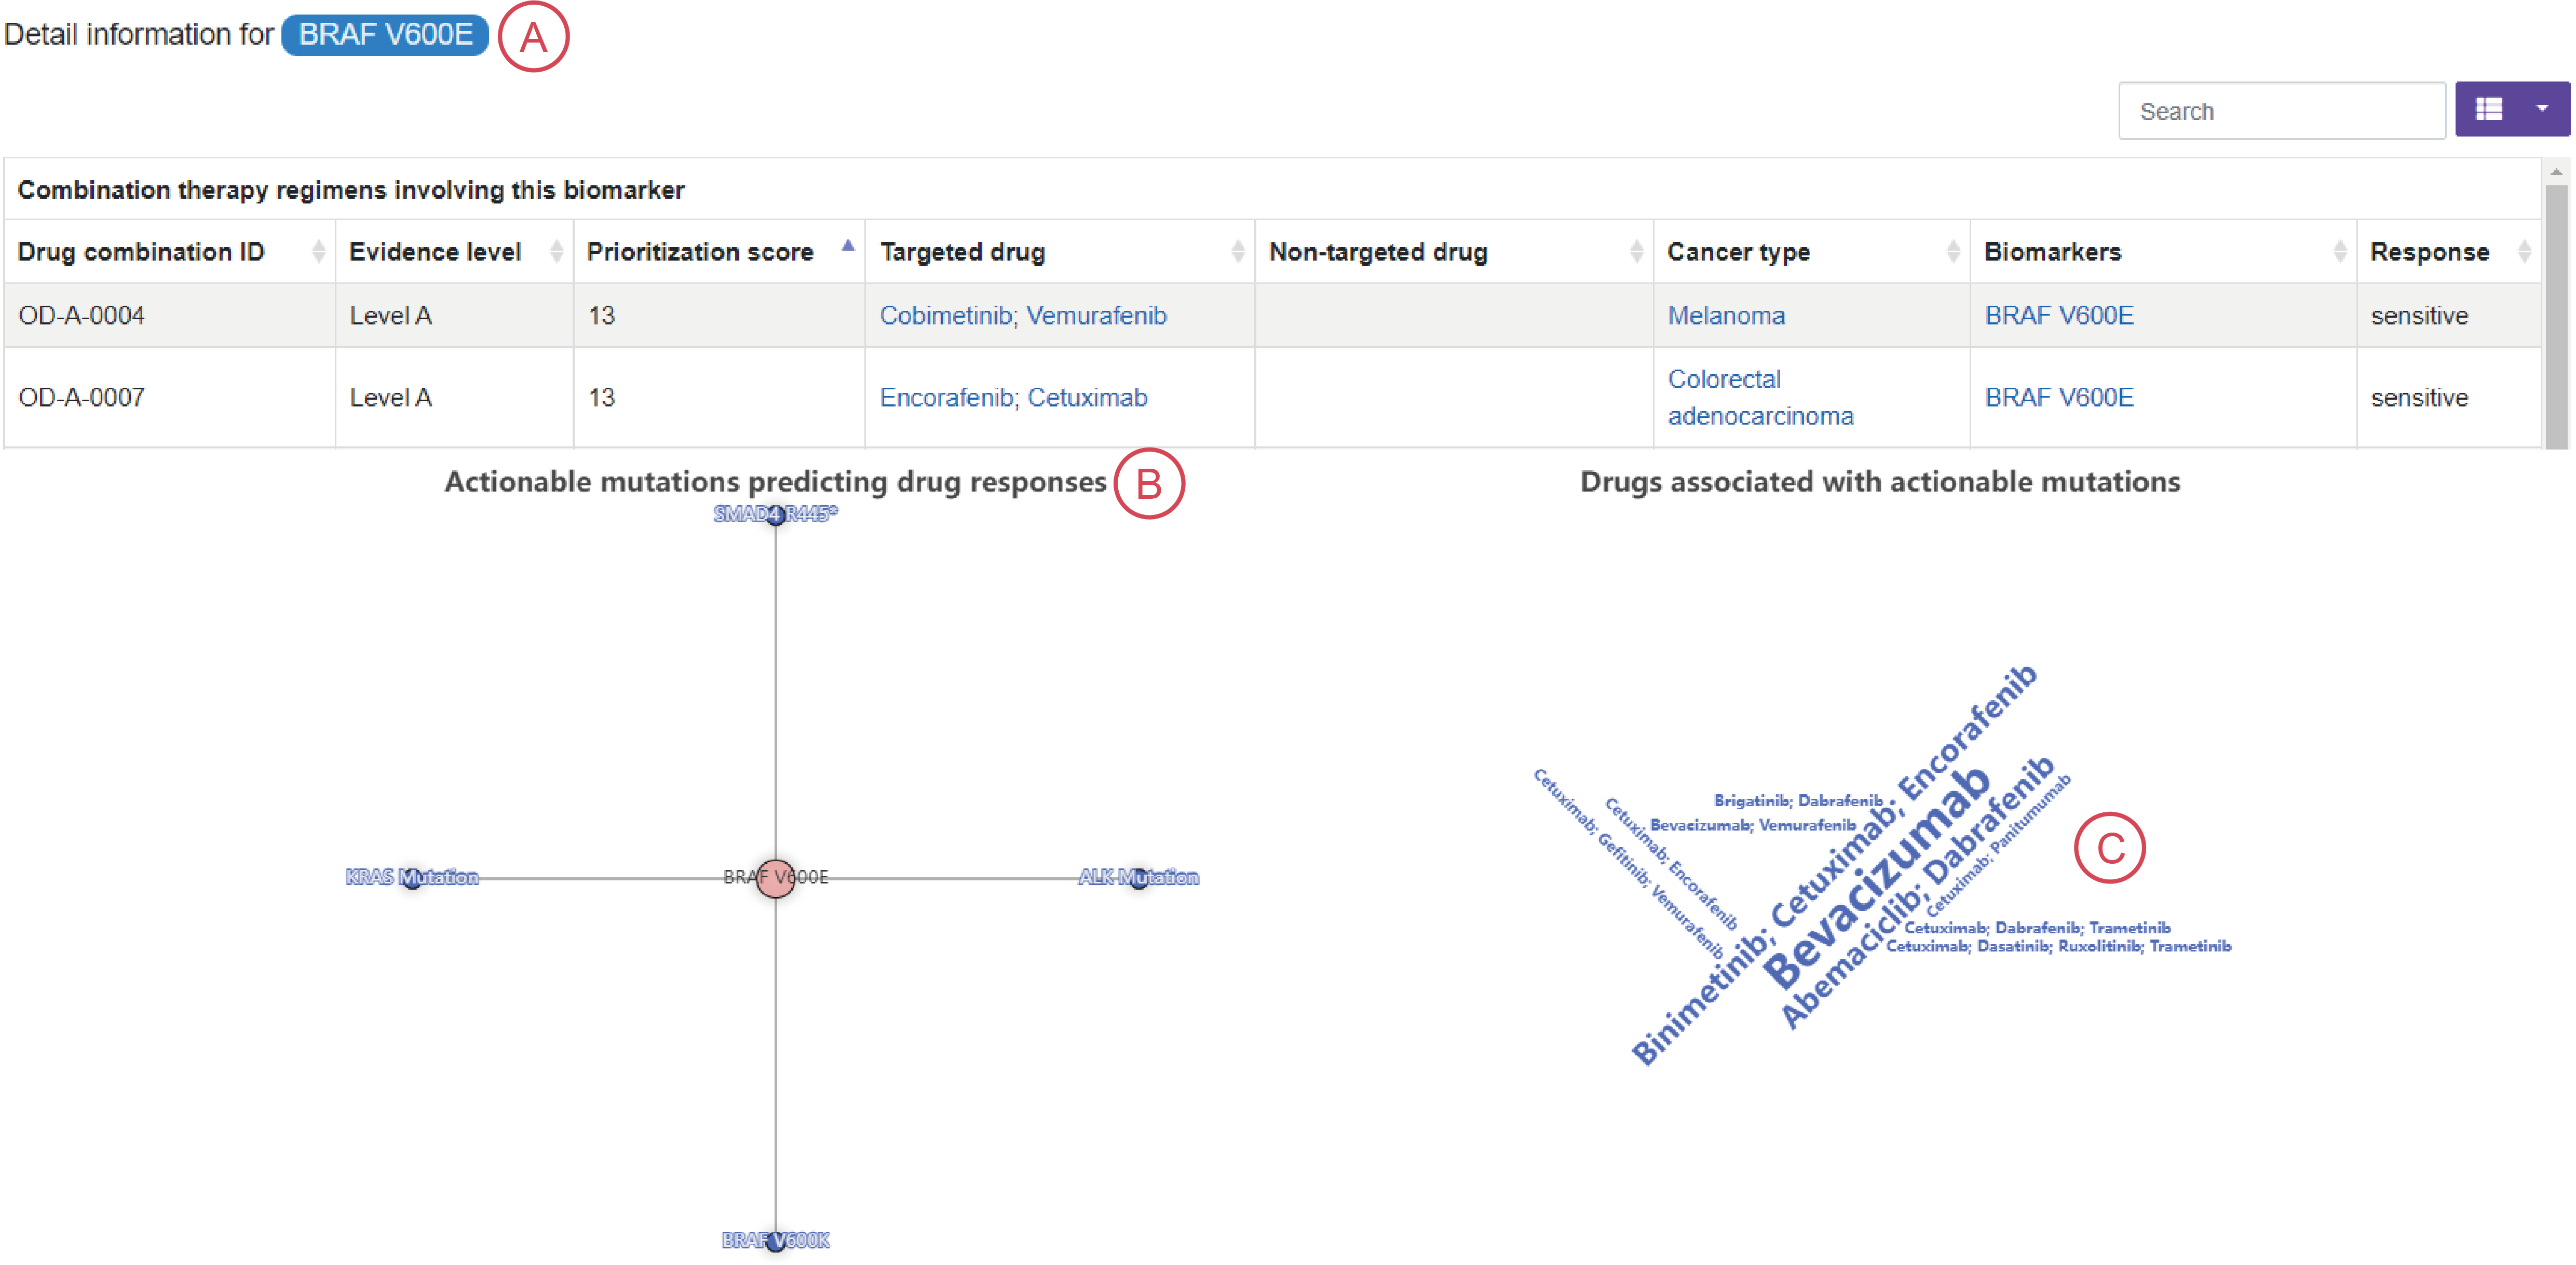 Detail information for BRAF V600E A
Search
Combination therapy regimens involving this biomarker
Drug combination ID Evidence level Prioritization score Targeted drug Non-targeted drug Cancer type Biomarkers Response
OD-A-0004 Level A 13 Cobimetinib; Vemurafenib Melanoma BRAF V600E sensitive
OD-A-0007 Level A 13 Encorafenib; Cetuximab Colorectal adenocarcinoma BRAF V600E sensitive
Actionable mutations predicting drug responses B
SMAD4 R445*
KRAS Mutation
BRAF V600E
ALK Mutation
BRAF V600K
Drugs associated with actionable mutations
Binimetinib; Cetuximab; Encorafenib
Bevacizumab
Abemaciclib; Dabrafenib
Cetuximab; Panitumumab
Brigatinib; Dabrafenib
Bevacizumab; Vemurafenib
Cetuximab; Encorafenib
Cetuximab; Gefitinib; Vemurafenib
C
Cetuximab; Dabrafenib; Trametinib
Cetuximab; Dasatinib; Ruxolitinib; Trametinib